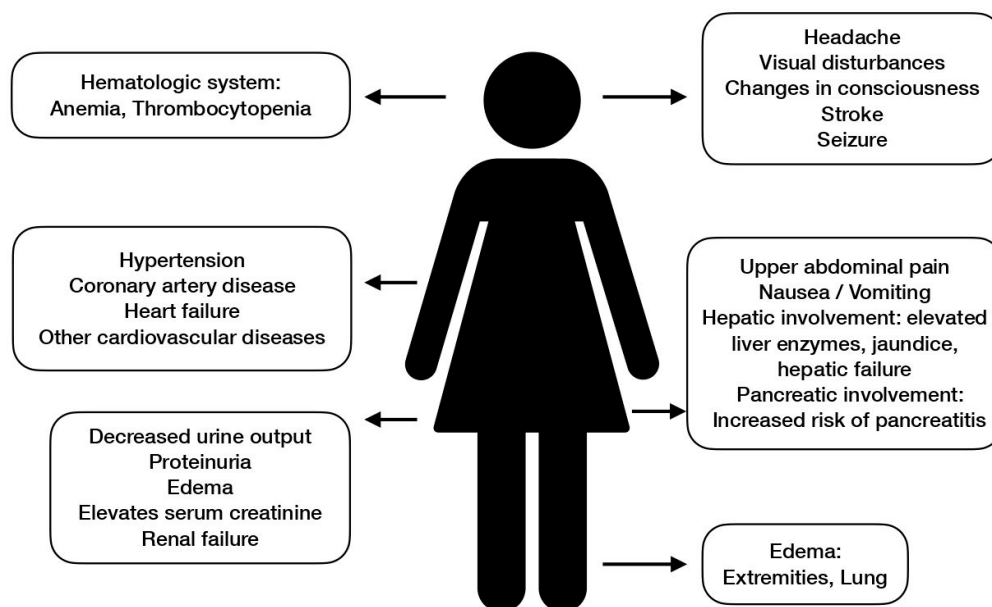 Hematologic system:
Anemia, Thrombocytopenia
Headache
Visual disturbances
Changes in consciousness
Stroke
Seizure
Hypertension
Coronary artery disease
Heart failure
Other cardiovascular diseases
Upper abdominal pain
Nausea / Vomiting
Hepatic involvement: elevated
liver enzymes, jaundice,
hepatic failure
Pancreatic involvement:
Increased risk of pancreatitis
Decreased urine output
Proteinuria
Edema
Elevates serum creatinine
Renal failure
Edema:
Extremities, Lung